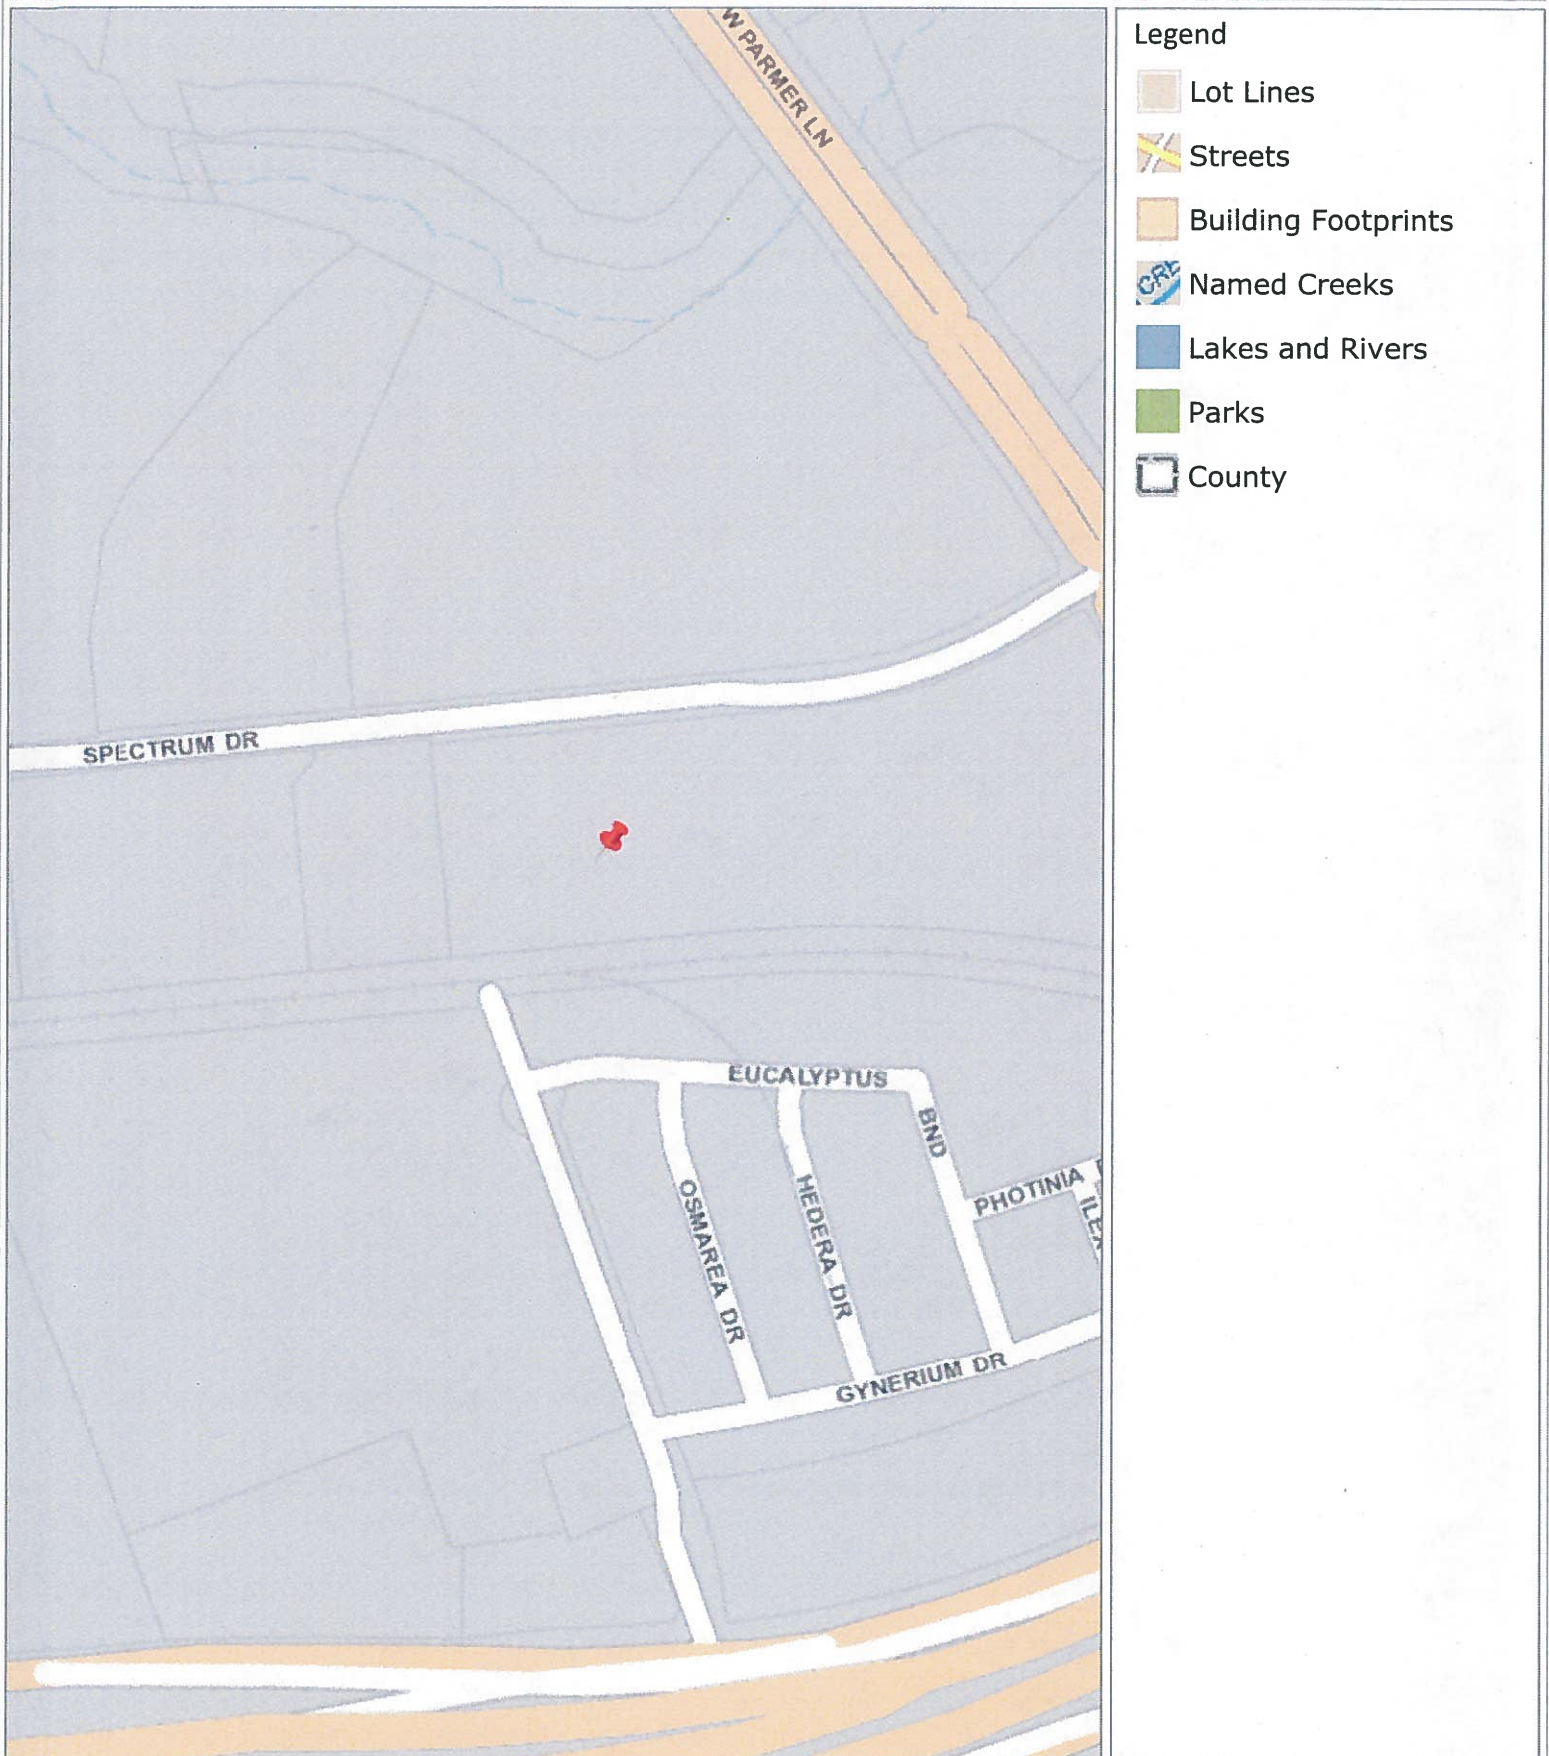 W PARMER LN
SPECTRUM DR
EUCALYPTUS
BND
PHOTINIA
OSMAREA DR
HEDERA DR
GYNERIUM DR
Legend
Lot Lines
Streets
Building Footprints
CRE
Named Creeks
Lakes and Rivers
Parks
County